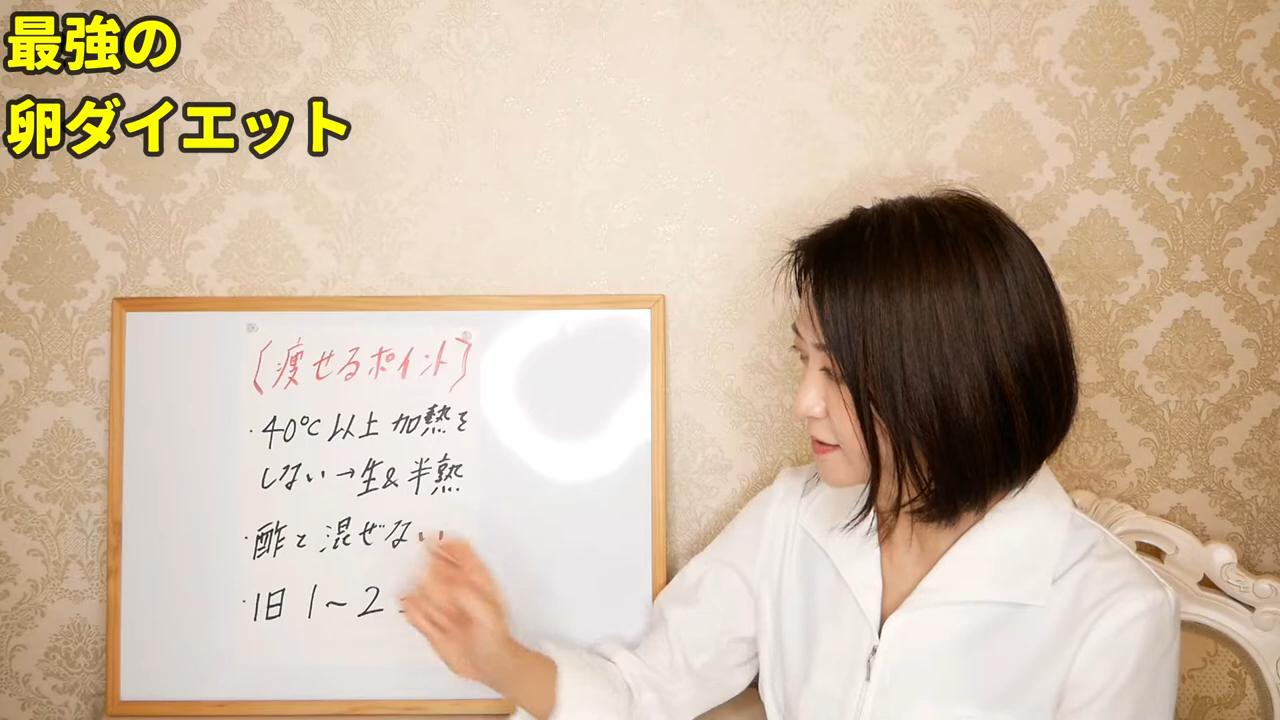 最強の
卵ダイエット
〔痩せるポイント〕
・40℃以上加熱を
しない→生&半熟
・酢と混ぜない
・1日1〜2